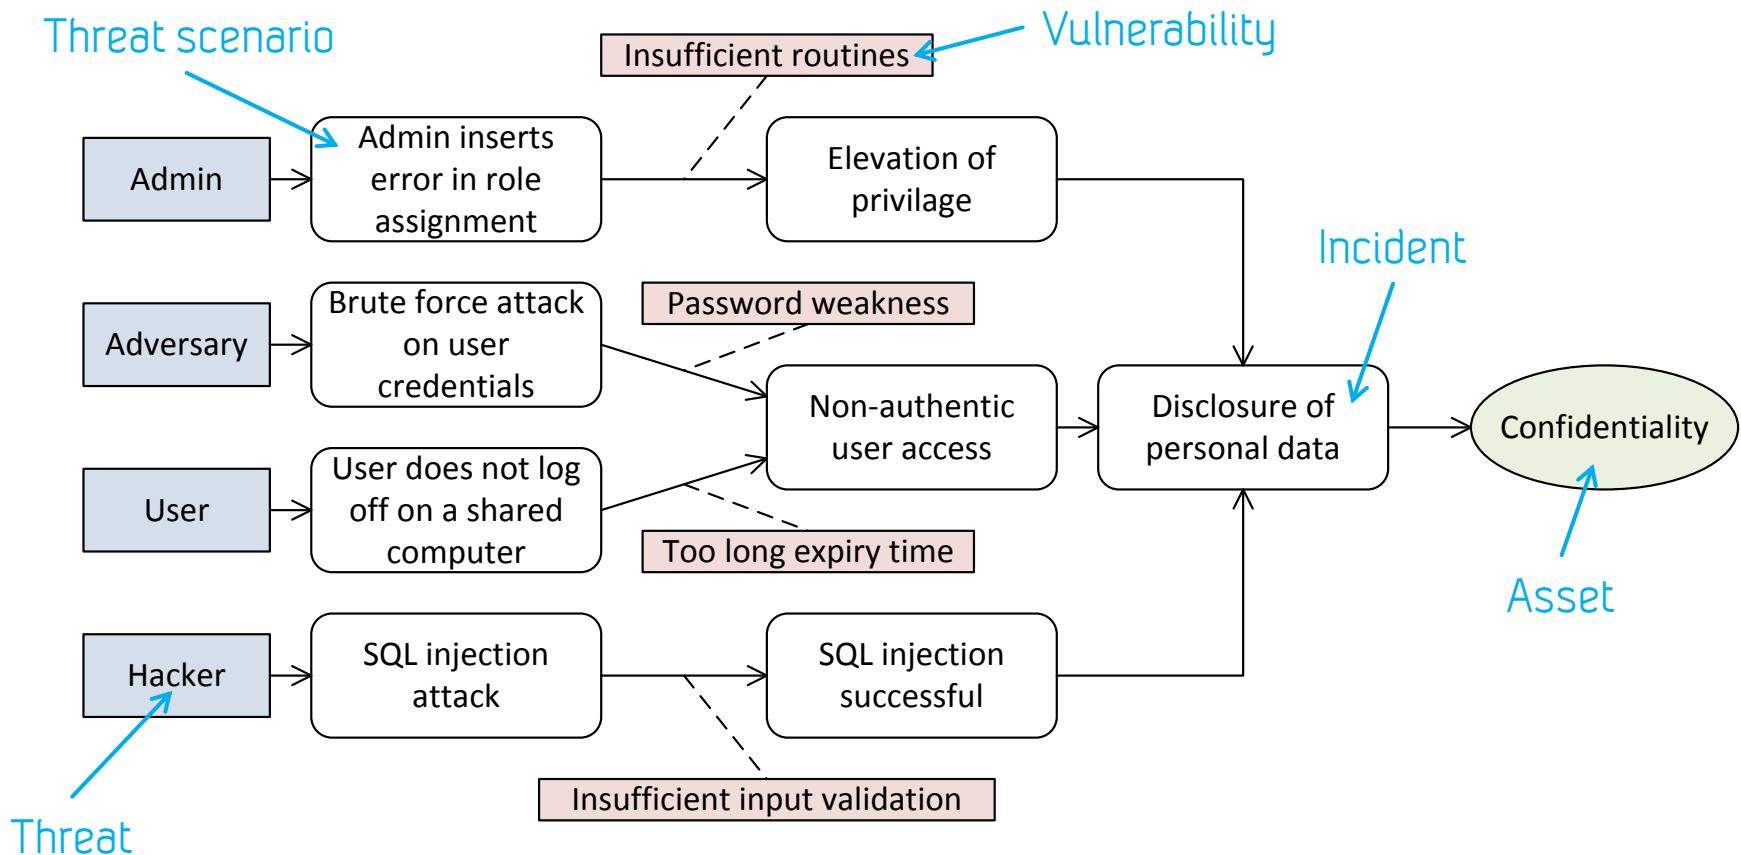 Threat scenario
Vulnerability
Insufficient routines
Admin
Admin inserts
error in role
assignment
Elevation of
privilage
Incident
Adversary
Brute force attack
on user
credentials
Password weakness
Non-authentic
user access
Disclosure of
personal data
Confidentiality
User
User does not log
off on a shared
computer
Too long expiry time
Asset
Hacker
SQL injection
attack
SQL injection
successful
Insufficient input validation
Threat